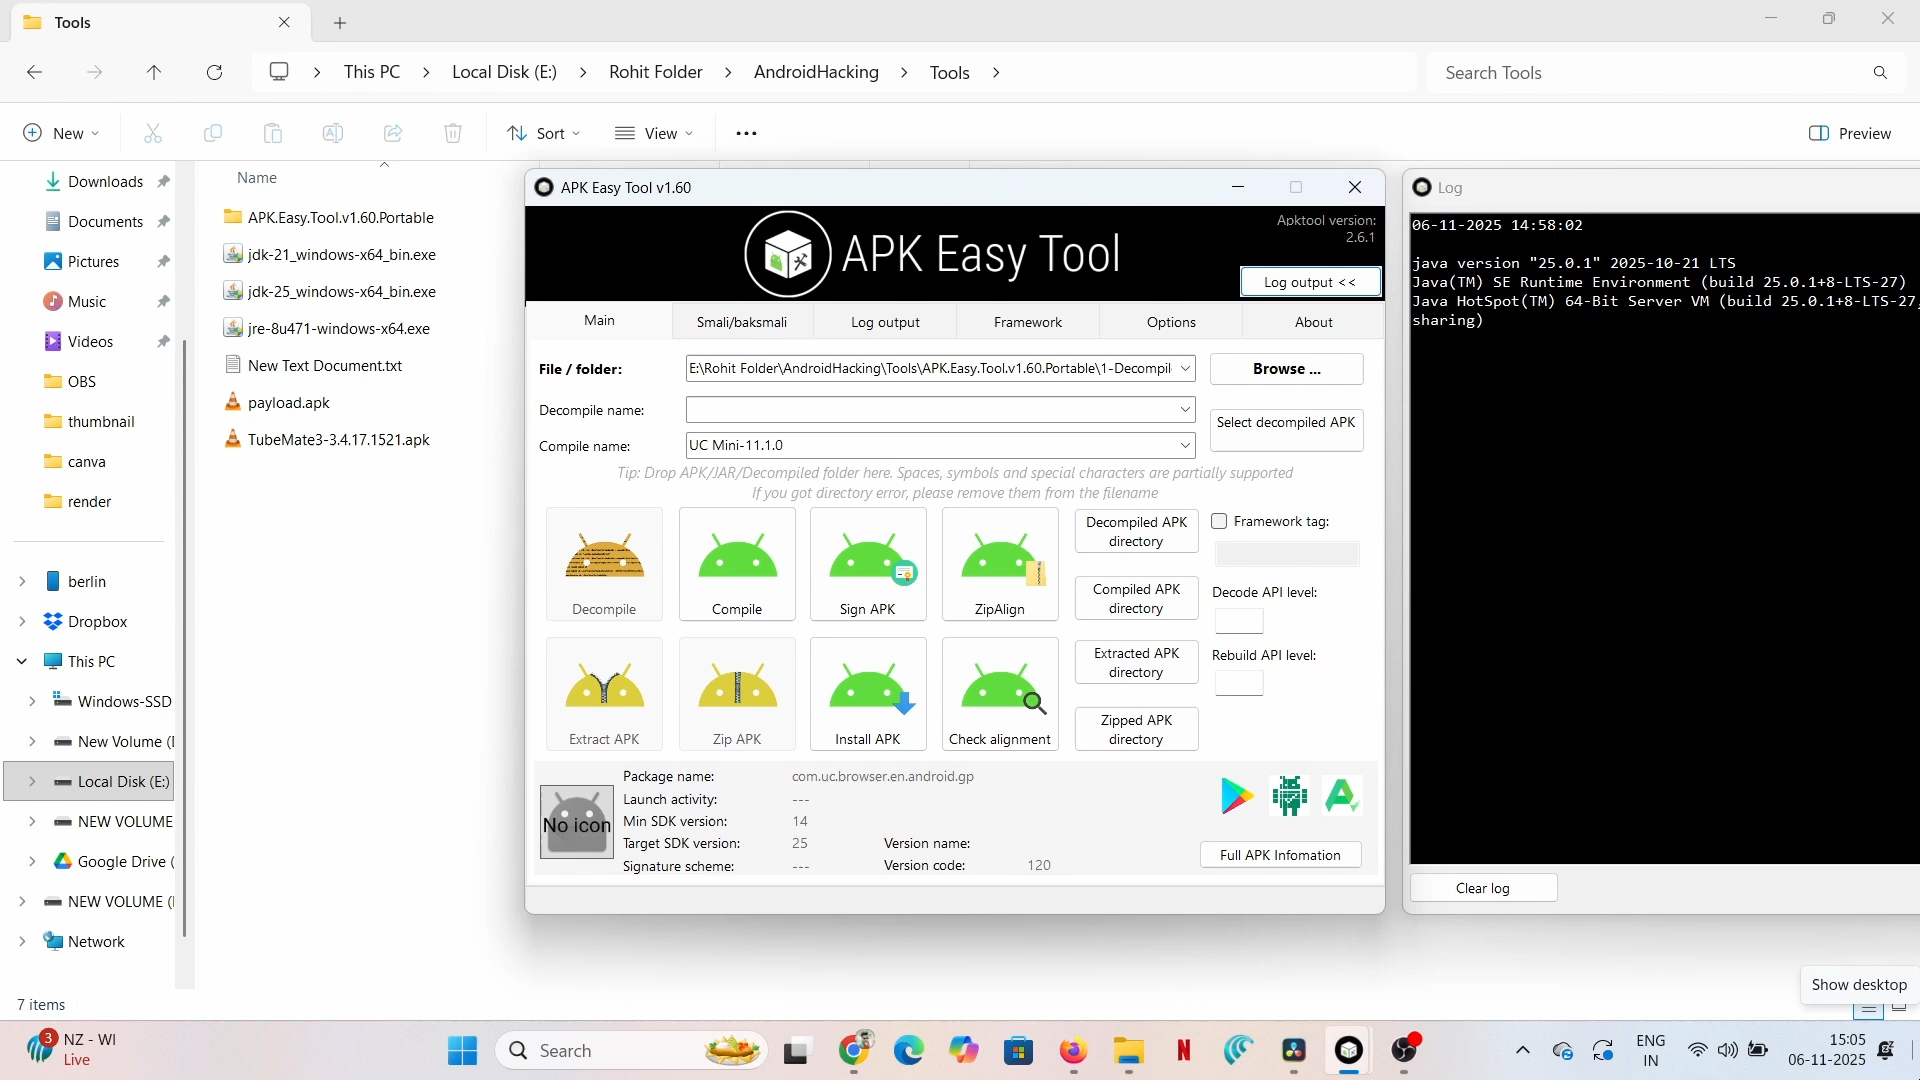 Tools
This PC
Local Disk (E:)
Rohit Folder
AndroidHacking
Tools
Search Tools
New
Sort
View
Preview
Downloads
Documents
Pictures
Music
Videos
OBS
thumbnail
canva
render
berlin
Dropbox
This PC
Windows-SSD
New Volume (
Local Disk (E:)
NEW VOLUME
Google Drive (
NEW VOLUME (
Network
7 items
Name
APK.Easy.Tool.v1.60.Portable
jdk-21_windows-x64_bin.exe
jdk-25_windows-x64_bin.exe
jre-8u471-windows-x64.exe
New Text Document.txt
payload.apk
TubeMate3-3.4.17.1521.apk
APK Easy Tool v1.60
APK Easy Tool
Apktool version:
2.6.1
Log output <<
Main
Smali/baksmali
Log output
Framework
Options
About
File / folder:
E:\Rohit Folder\AndroidHacking\Tools\APK.Easy.Tool.v1.60.Portable\1-Decompil
Browse ...
Decompile name:
Select decompiled APK
Compile name:
UC Mini-11.1.0
Tip: Drop APK/JAR/Decompiled folder here. Spaces, symbols and special characters are partially supported
If you got directory error, please remove them from the filename
Decompile
Compile
Sign APK
ZipAlign
Decompiled APK
directory
Compiled APK
directory
Framework tag:
Decode API level:
Extract APK
Zip APK
Install APK
Check alignment
Extracted APK
directory
Zipped APK
directory
Rebuild API level:
No icon
Package name:
com.uc.browser.en.android.gp
Launch activity:
---
Min SDK version:
14
Target SDK version:
25
Version name:
Signature scheme:
---
Version code:
120
Full APK Infomation
Log
06-11-2025 14:58:02
java version "25.0.1" 2025-10-21 LTS
Java(TM) SE Runtime Environment (build 25.0.1+8-LTS-27)
Java HotSpot(TM) 64-Bit Server VM (build 25.0.1+8-LTS-27,
sharing)
Clear log
Show desktop
3
NZ - WI
Live
Search
N
ENG
IN
15:05
06-11-2025